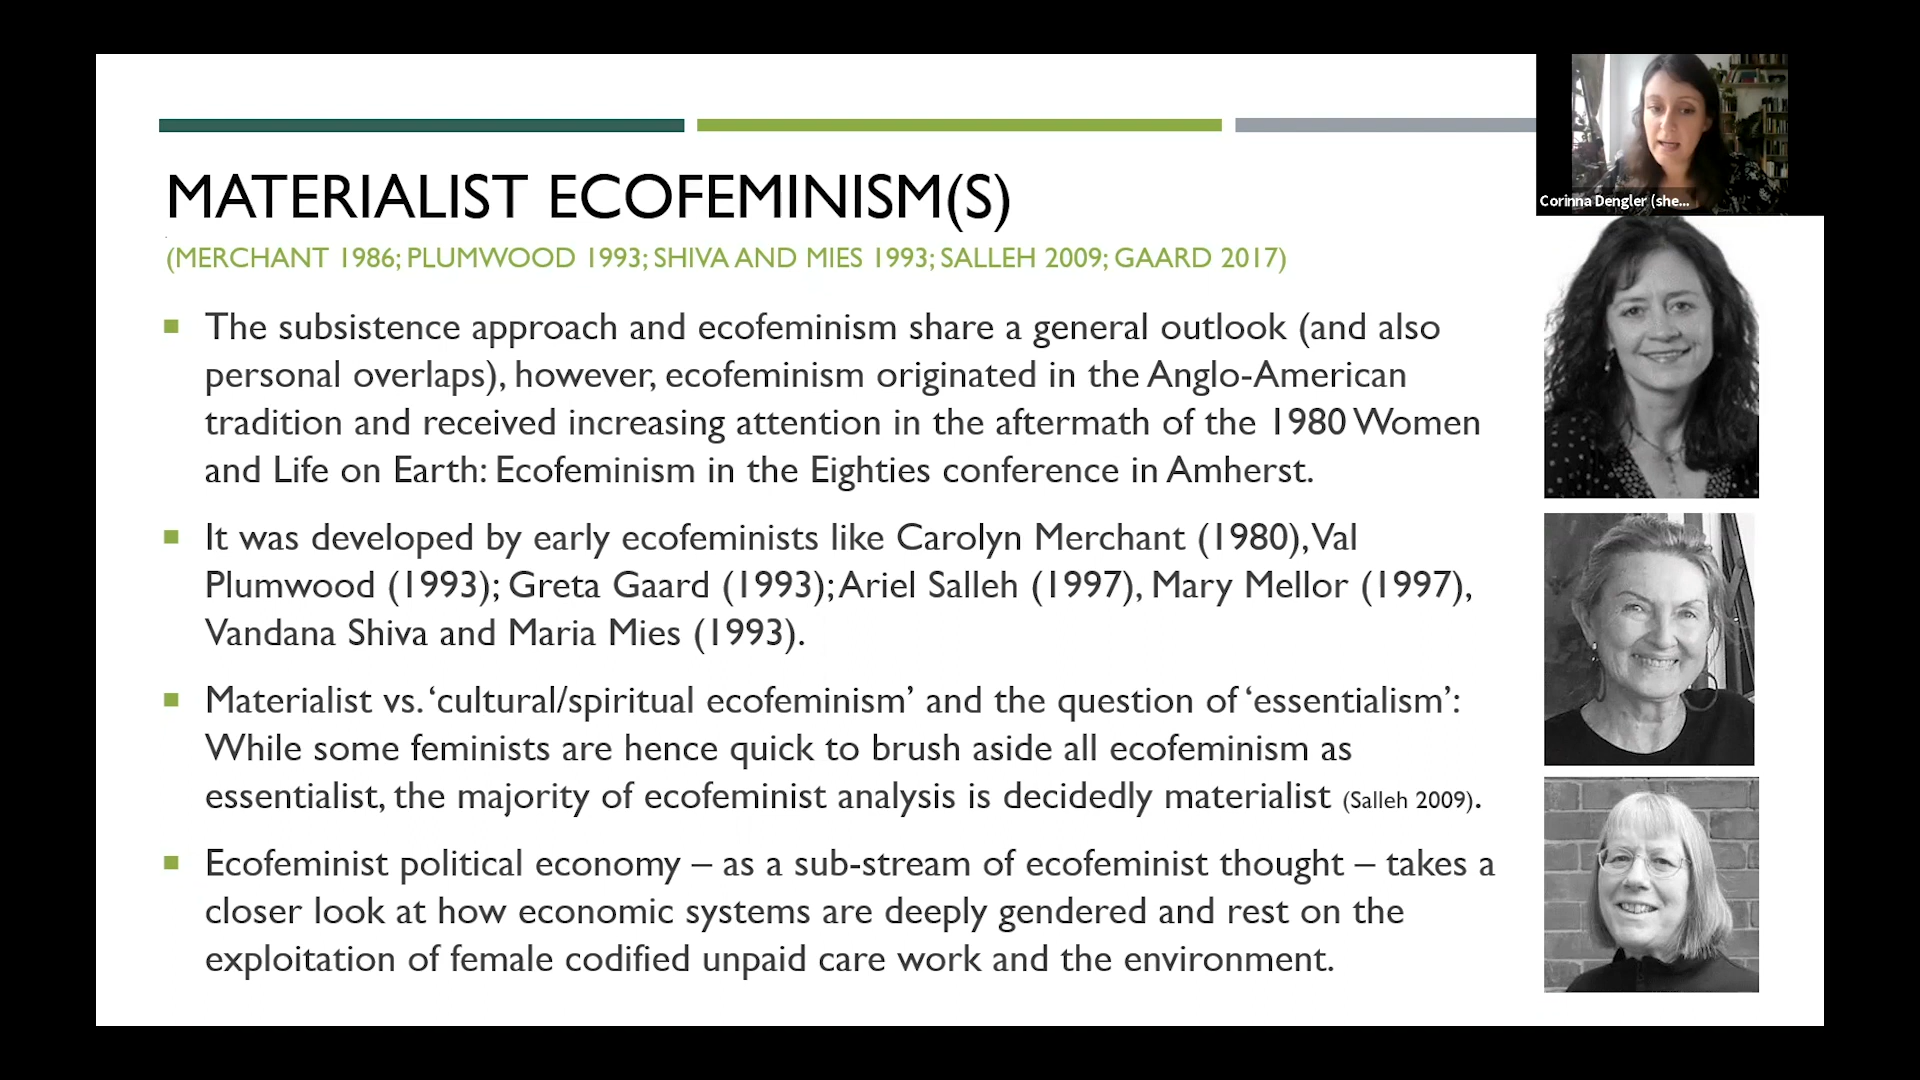 Corinna Dengler (she...
MATERIALIST ECOFEMINISM(S)
(MERCHANT 1986; PLUMWOOD 1993; SHIVA AND MIES 1993; SALLEH 2009; GAARD 2017)
The subsistence approach and ecofeminism share a general outlook (and also
personal overlaps), however, ecofeminism originated in the Anglo-American
tradition and received increasing attention in the aftermath of the 1980 Women
and Life on Earth: Ecofeminism in the Eighties conference in Amherst.
It was developed by early ecofeminists like Carolyn Merchant (1980), Val
Plumwood (1993); Greta Gaard (1993); Ariel Salleh (1997), Mary Mellor (1997),
Vandana Shiva and Maria Mies (1993).
Materialist vs. ‘cultural/spiritual ecofeminism’ and the question of ‘essentialism’:
While some feminists are hence quick to brush aside all ecofeminism as
essentialist, the majority of ecofeminist analysis is decidedly materialist (Salleh 2009).
Ecofeminist political economy – as a sub-stream of ecofeminist thought – takes a
closer look at how economic systems are deeply gendered and rest on the
exploitation of female codified unpaid care work and the environment.